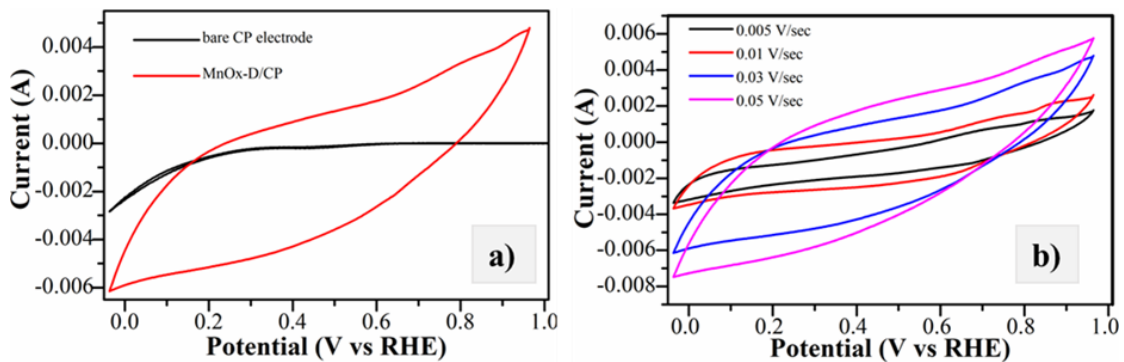 bare CP electrode
MnOx-D/CP
0.004
0.002
0.000
-0.002
-0.004
-0.006
Current (A)
0.0 0.2 0.4 0.6 0.8 1.0
Potential (V vs RHE)
a)
0.005 V/sec
0.01 V/sec
0.03 V/sec
0.05 V/sec
0.006
0.004
0.002
0.000
-0.002
-0.004
-0.006
-0.008
Current (A)
0.0 0.2 0.4 0.6 0.8 1.0
Potential (V vs RHE)
b)